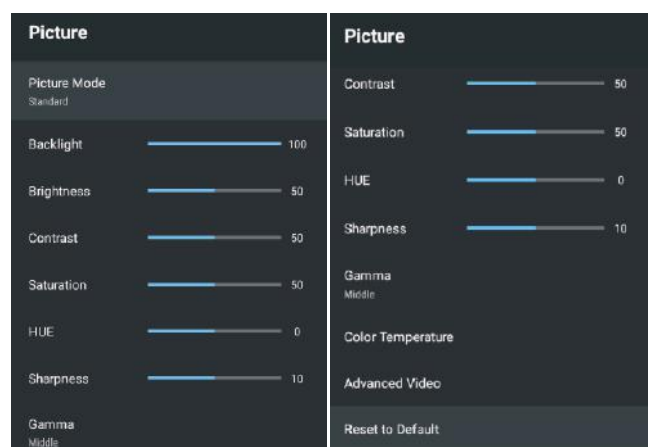 Picture
Picture Mode
Standard
Backlight 100
Brightness 50
Contrast 50
Saturation 50
HUE 0
Sharpness 10
Gamma
Middle
Picture
Contrast 50
Saturation 50
HUE 0
Sharpness 10
Gamma
Middle
Color Temperature
Advanced Video
Reset to Default